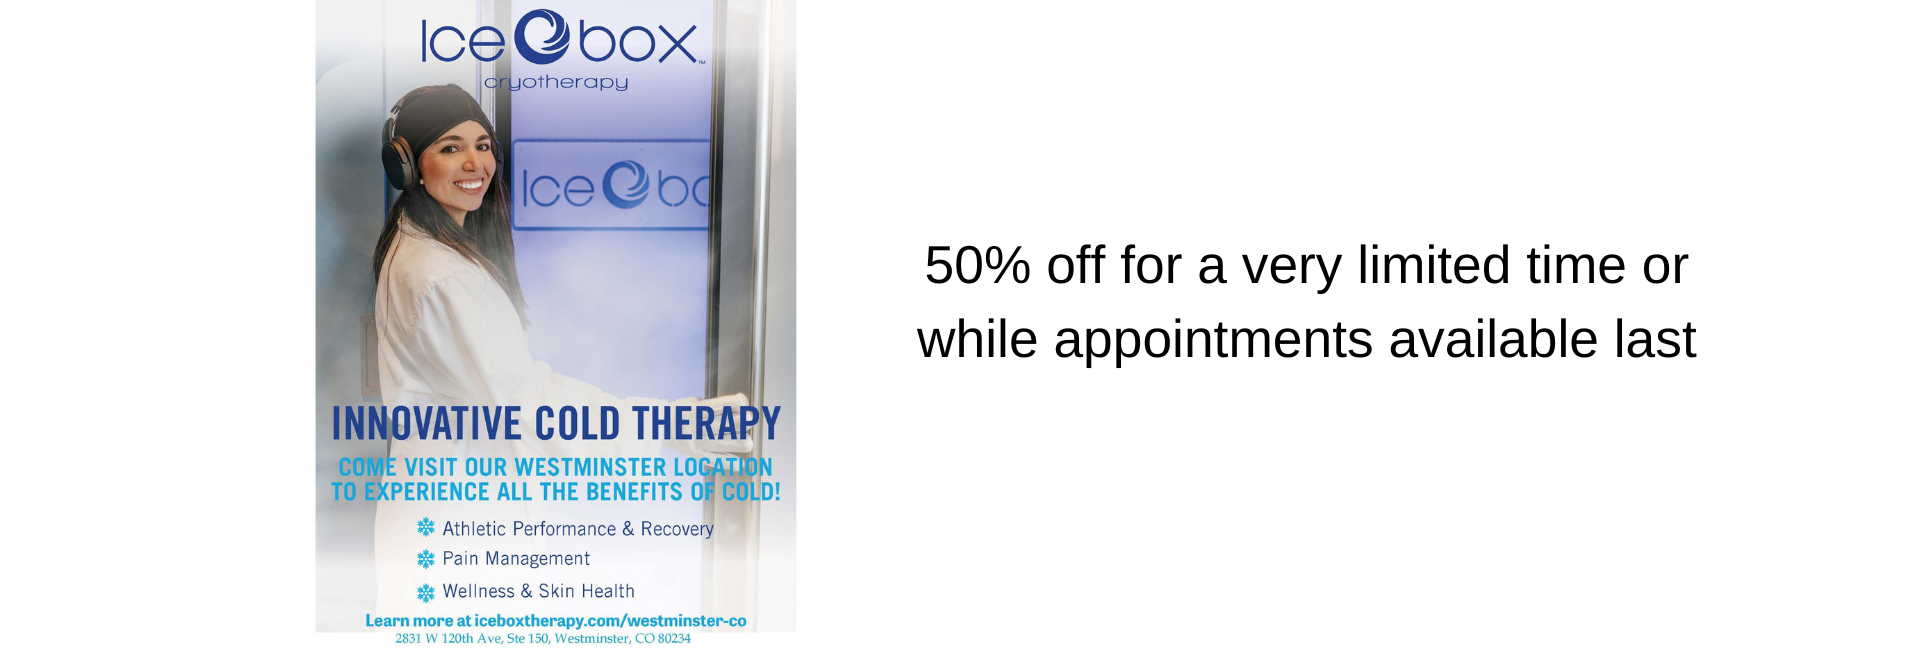 Ice box™
cryotherapy
Ice bo
INNOVATIVE COLD THERAPY
COME VISIT OUR WESTMINSTER LOCATION
TO EXPERIENCE ALL THE BENEFITS OF COLD!
Athletic Performance & Recovery
Pain Management
Wellness & Skin Health
Learn more at iceboxtherapy.com/westminster-co
2831 W 120th Ave, Ste 150, Westminster, CO 80234
50% off for a very limited time or
while appointments available last